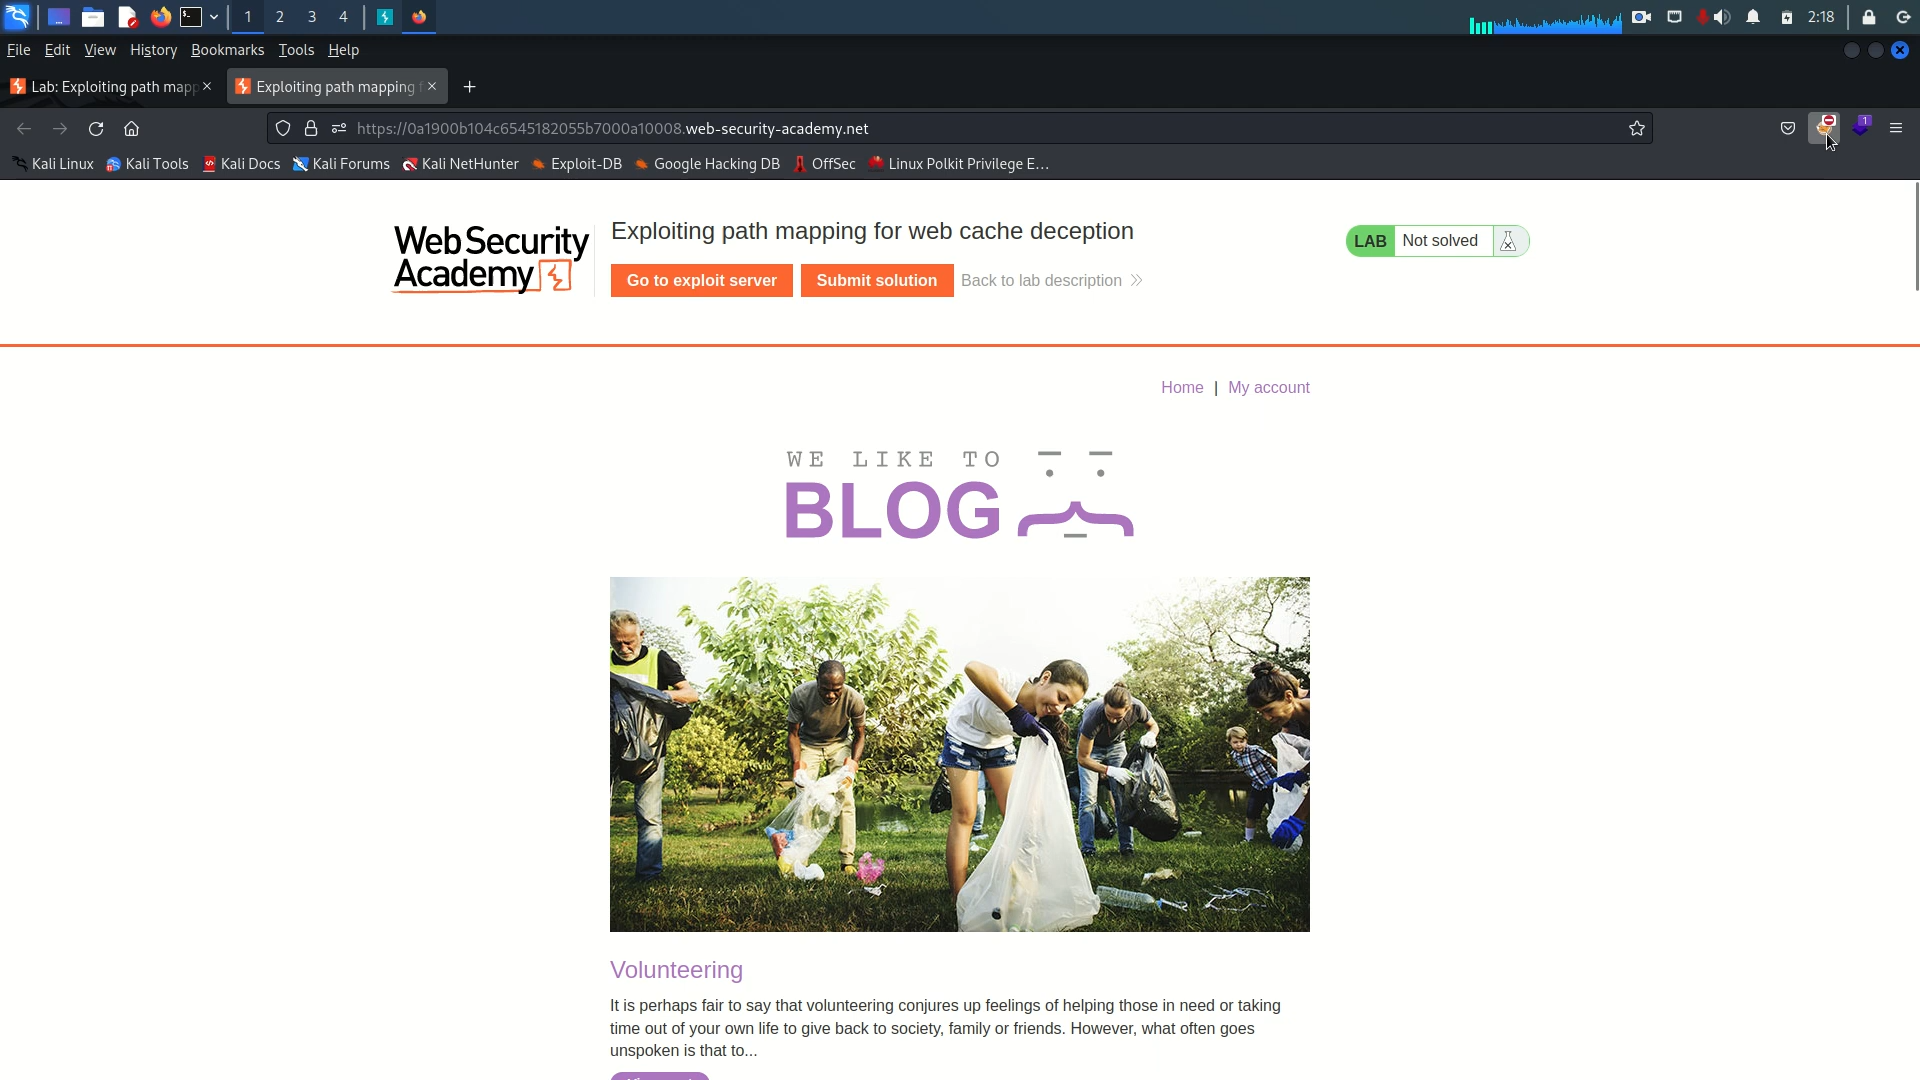 1 2 3 4 2:18
File Edit View History Bookmarks Tools Help
Lab: Exploiting path mapp
Exploiting path mapping
https://0a1900b104c6545182055b7000a10008.web-security-academy.net
1
Kali Linux Kali Tools Kali Docs Kali Forums Kali NetHunter Exploit-DB Google Hacking DB OffSec Linux Polkit Privilege E...
Web Security
Academy
Exploiting path mapping for web cache deception
Go to exploit server Submit solution Back to lab description
LAB Not solved
Home | My account
WE LIKE TO
BLOG
Volunteering
It is perhaps fair to say that volunteering conjures up feelings of helping those in need or taking
time out of your own life to give back to society, family or friends. However, what often goes
unspoken is that to...